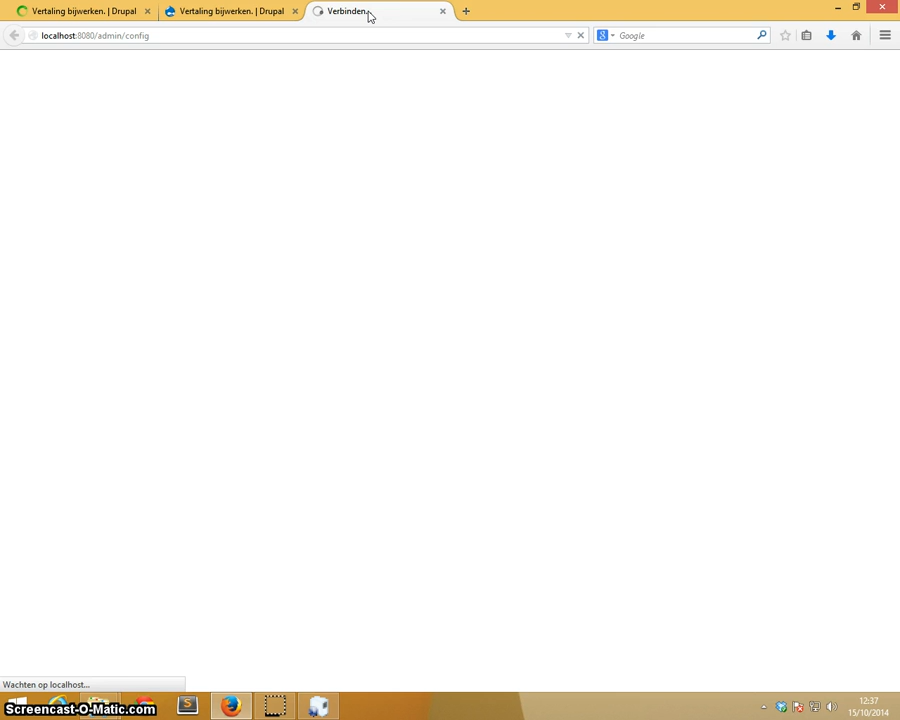 Vertaling bijwerken. | Drupal
Vertaling bijwerken. | Drupal
Verbinden...
localhost:8080/admin/config
Google
Wachten op localhost...
12:37
15/10/2014
SCREENCAST-O-MATIC.com